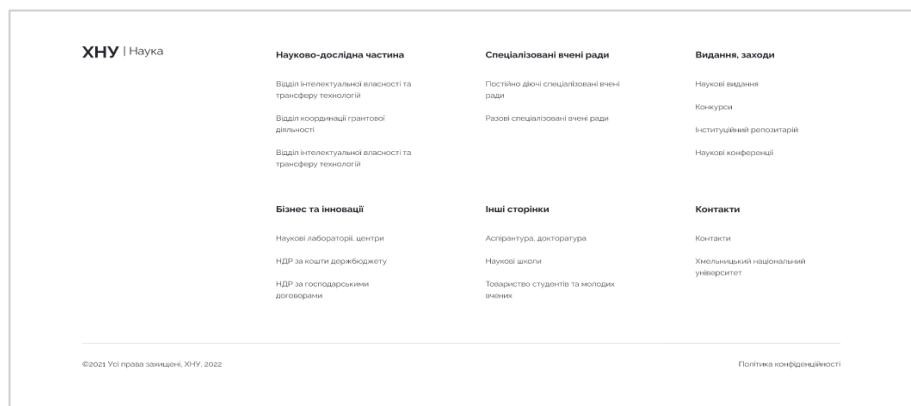 ХНУ | Наука
Науково-дослідна частина
Відділ інтелектуальної власності та
трансферу технологій
Відділ координації грантової
діяльності
Відділ інтелектуальної власності та
трансферу технологій
Спеціалізовані вчені ради
Постійно діючі спеціалізовані вчені
ради
Разові спеціалізовані вчені ради
Видання, заходи
Наукові видання
Конкурси
Інституційний репозитарій
Наукові конференції
Бізнес та інновації
Наукові лабораторії, центри
НДР за кошти держбюджету
НДР за господарськими
договорами
Інші сторінки
Аспірантура, докторатура
Наукові школи
Товариство студентів та молодих
вчених
Контакти
Контакти
Хмельницький національний
університет
©2021 Усі права захищені, ХНУ, 2022
Політика конфіденційності